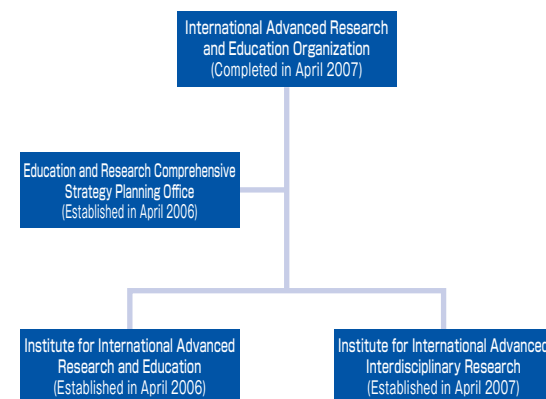 International Advanced Research
and Education Organization
(Completed in April 2007)
Education and Research Comprehensive
Strategy Planning Office
(Established in April 2006)
Institute for International Advanced
Research and Education
(Established in April 2006)
Institute for International Advanced
Interdisciplinary Research
(Established in April 2007)